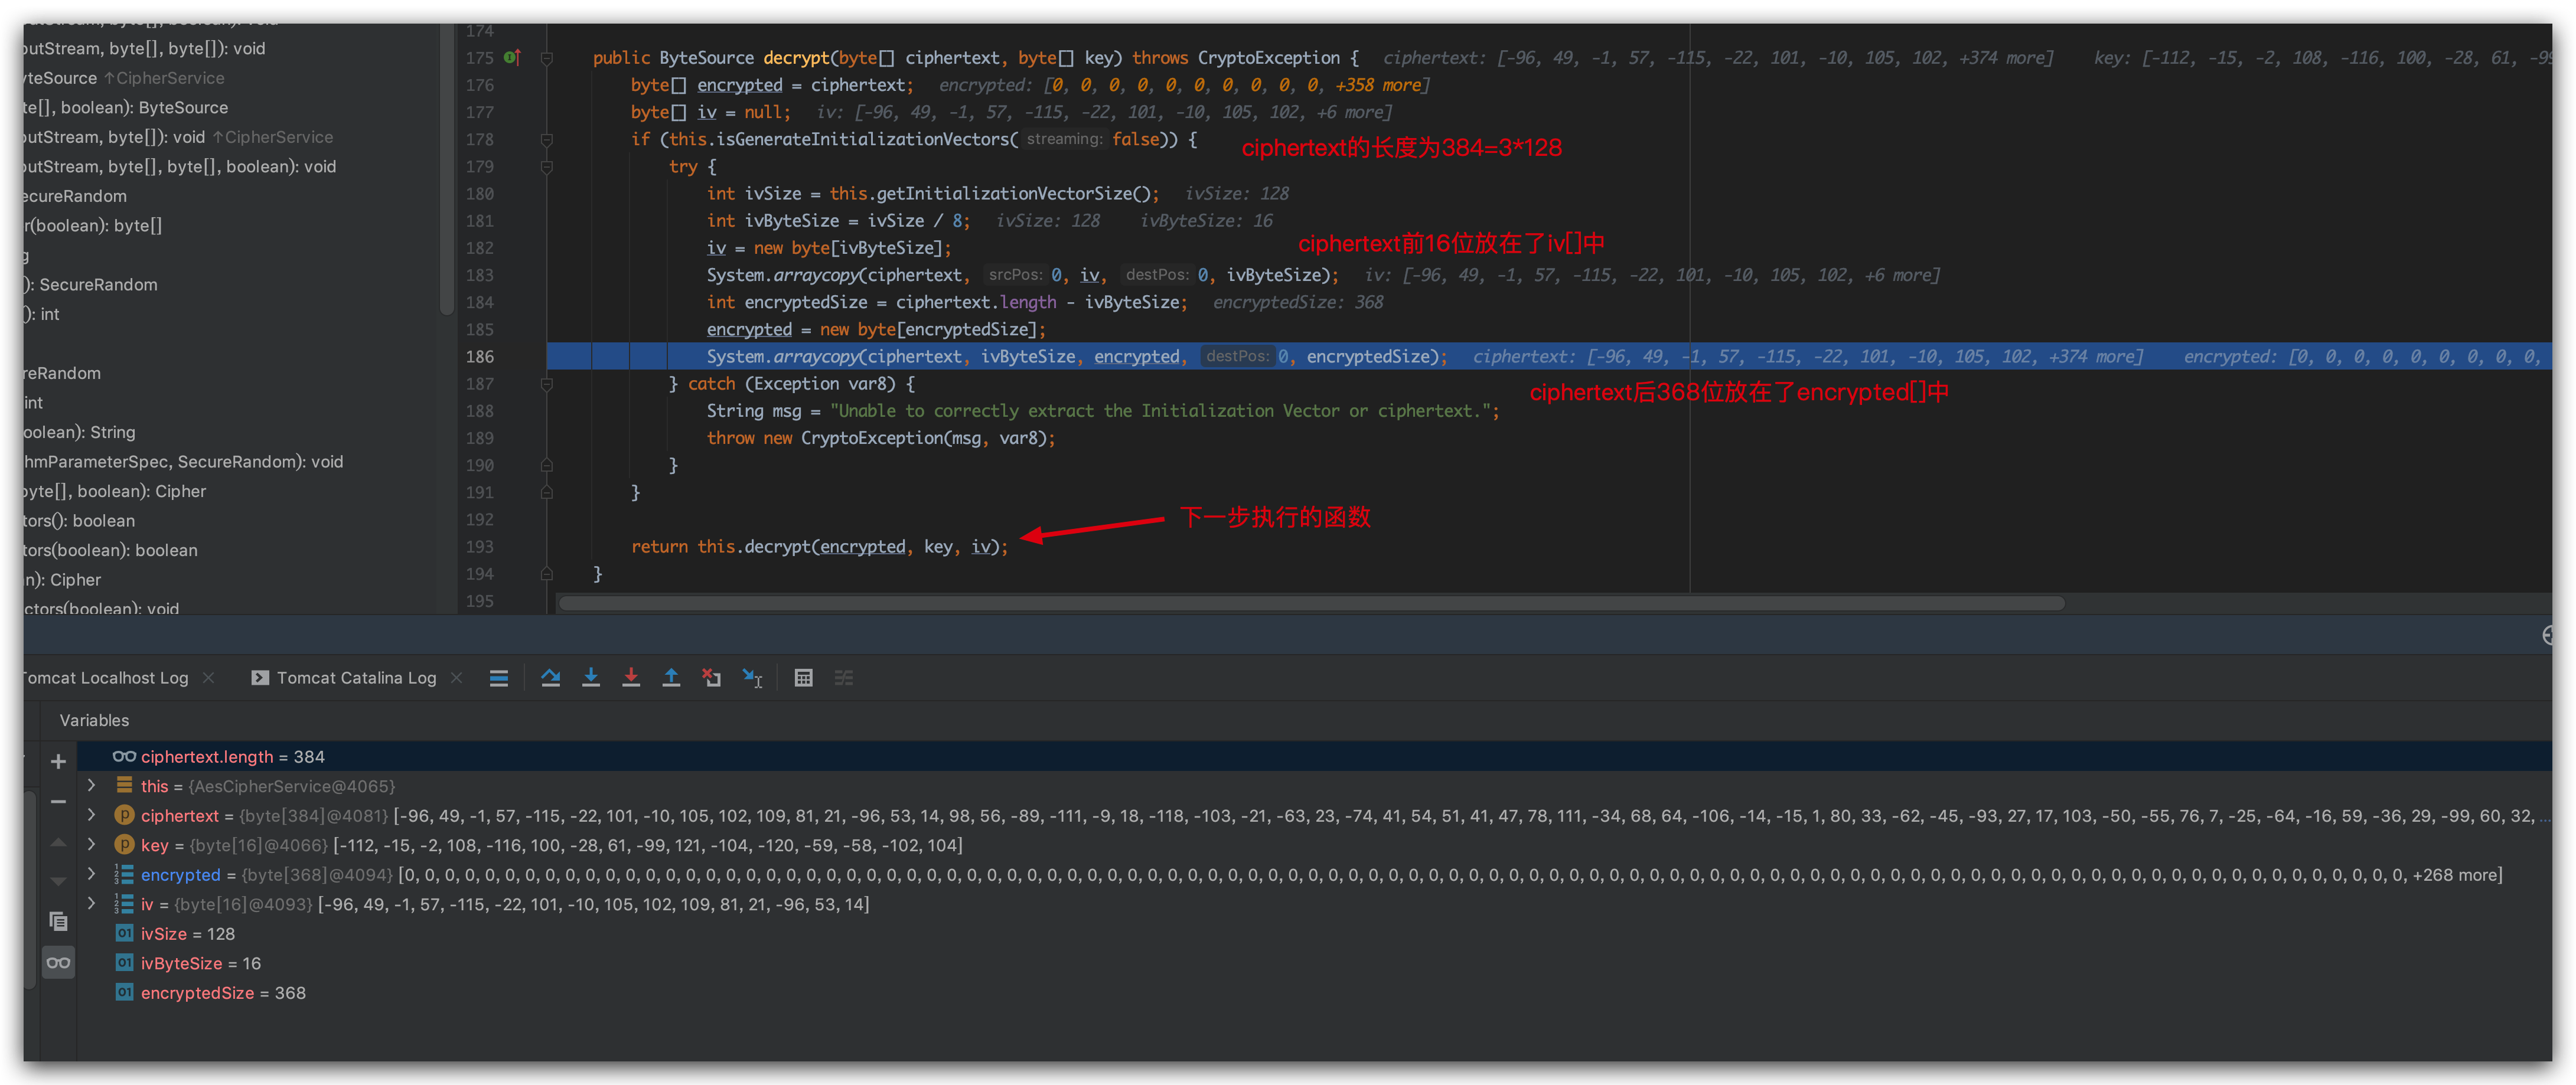 putStream, byte[], byte[]): void
yteSource ↑CipherService
te[], boolean): ByteSource
outStream, byte[]): void ↑CipherService
outStream, byte[], byte[], boolean): void
ecureRandom
r(boolean): byte[]
): SecureRandom
(): int
reRandom
int
oolean): String
hmParameterSpec, SecureRandom): void
byte[], boolean): Cipher
tors(): boolean
tors(boolean): boolean
n): Cipher
ctors(boolean): void
174
175 public ByteSource decrypt(byte[] ciphertext, byte[] key) throws CryptoException { ciphertext: [-96, 49, -1, 57, -115, -22, 101, -10, 105, 102, +374 more] key: [-112, -15, -2, 108, -116, 100, -28, 61, -99
176 byte[] encrypted = ciphertext; encrypted: [0, 0, 0, 0, 0, 0, 0, 0, 0, 0, +358 more]
177 byte[] iv = null; iv: [-96, 49, -1, 57, -115, -22, 101, -10, 105, 102, +6 more]
178 if (this.isGenerateInitializationVectors( streaming: false)) {
ciphertext的长度为384=3*128
179 try {
180 int ivSize = this.getInitializationVectorSize(); ivSize: 128
181 int ivByteSize = ivSize / 8; ivSize: 128 ivByteSize: 16
182 iv = new byte[ivByteSize];
ciphertext前16位放在了iv[]中
183 System.arraycopy(ciphertext, srcPos: 0, iv, destPos: 0, ivByteSize); iv: [-96, 49, -1, 57, -115, -22, 101, -10, 105, 102, +6 more]
184 int encryptedSize = ciphertext.length - ivByteSize; encryptedSize: 368
185 encrypted = new byte[encryptedSize];
186 System.arraycopy(ciphertext, ivByteSize, encrypted, destPos: 0, encryptedSize); ciphertext: [-96, 49, -1, 57, -115, -22, 101, -10, 105, 102, +374 more] encrypted: [0, 0, 0, 0, 0, 0, 0, 0, 0,
187 } catch (Exception var8) {
ciphertext后368位放在了encrypted[]中
188 String msg = "Unable to correctly extract the Initialization Vector or ciphertext.";
189 throw new CryptoException(msg, var8);
190 }
191 }
192
下一步执行的函数
193 return this.decrypt(encrypted, key, iv);
194 }
195
Tomcat Localhost Log × Tomcat Catalina Log ×
Variables
ciphertext.length = 384
this = {AesCipherService@4065}
ciphertext = {byte[384]@4081} [-96, 49, -1, 57, -115, -22, 101, -10, 105, 102, 109, 81, 21, -96, 53, 14, 98, 56, -89, -111, -9, 18, -118, -103, -21, -63, 23, -74, 41, 54, 51, 41, 47, 78, 111, -34, 68, 64, -106, -14, -15, 1, 80, 33, -62, -45, -93, 27, 17, 103, -50, -55, 76, 7, -25, -64, -16, 59, -36, 29, -99, 60, 32, ...
key = {byte[16]@4066} [-112, -15, -2, 108, -116, 100, -28, 61, -99, 121, -104, -120, -59, -58, -102, 104]
encrypted = {byte[368]@4094} [0, 0, 0, 0, 0, 0, 0, 0, 0, 0, 0, 0, 0, 0, 0, 0, 0, 0, 0, 0, 0, 0, 0, 0, 0, 0, 0, 0, 0, 0, 0, 0, 0, 0, 0, 0, 0, 0, 0, 0, 0, 0, 0, 0, 0, 0, 0, 0, 0, 0, 0, 0, 0, 0, 0, 0, 0, 0, 0, 0, 0, 0, 0, 0, 0, 0, 0, 0, 0, 0, 0, 0, 0, 0, 0, 0, 0, 0, 0, 0, 0, 0, 0, 0, 0, 0, 0, 0, 0, 0, 0, 0, 0, 0, 0, 0, 0, 0, 0, 0, +268 more]
iv = {byte[16]@4093} [-96, 49, -1, 57, -115, -22, 101, -10, 105, 102, 109, 81, 21, -96, 53, 14]
ivSize = 128
ivByteSize = 16
encryptedSize = 368